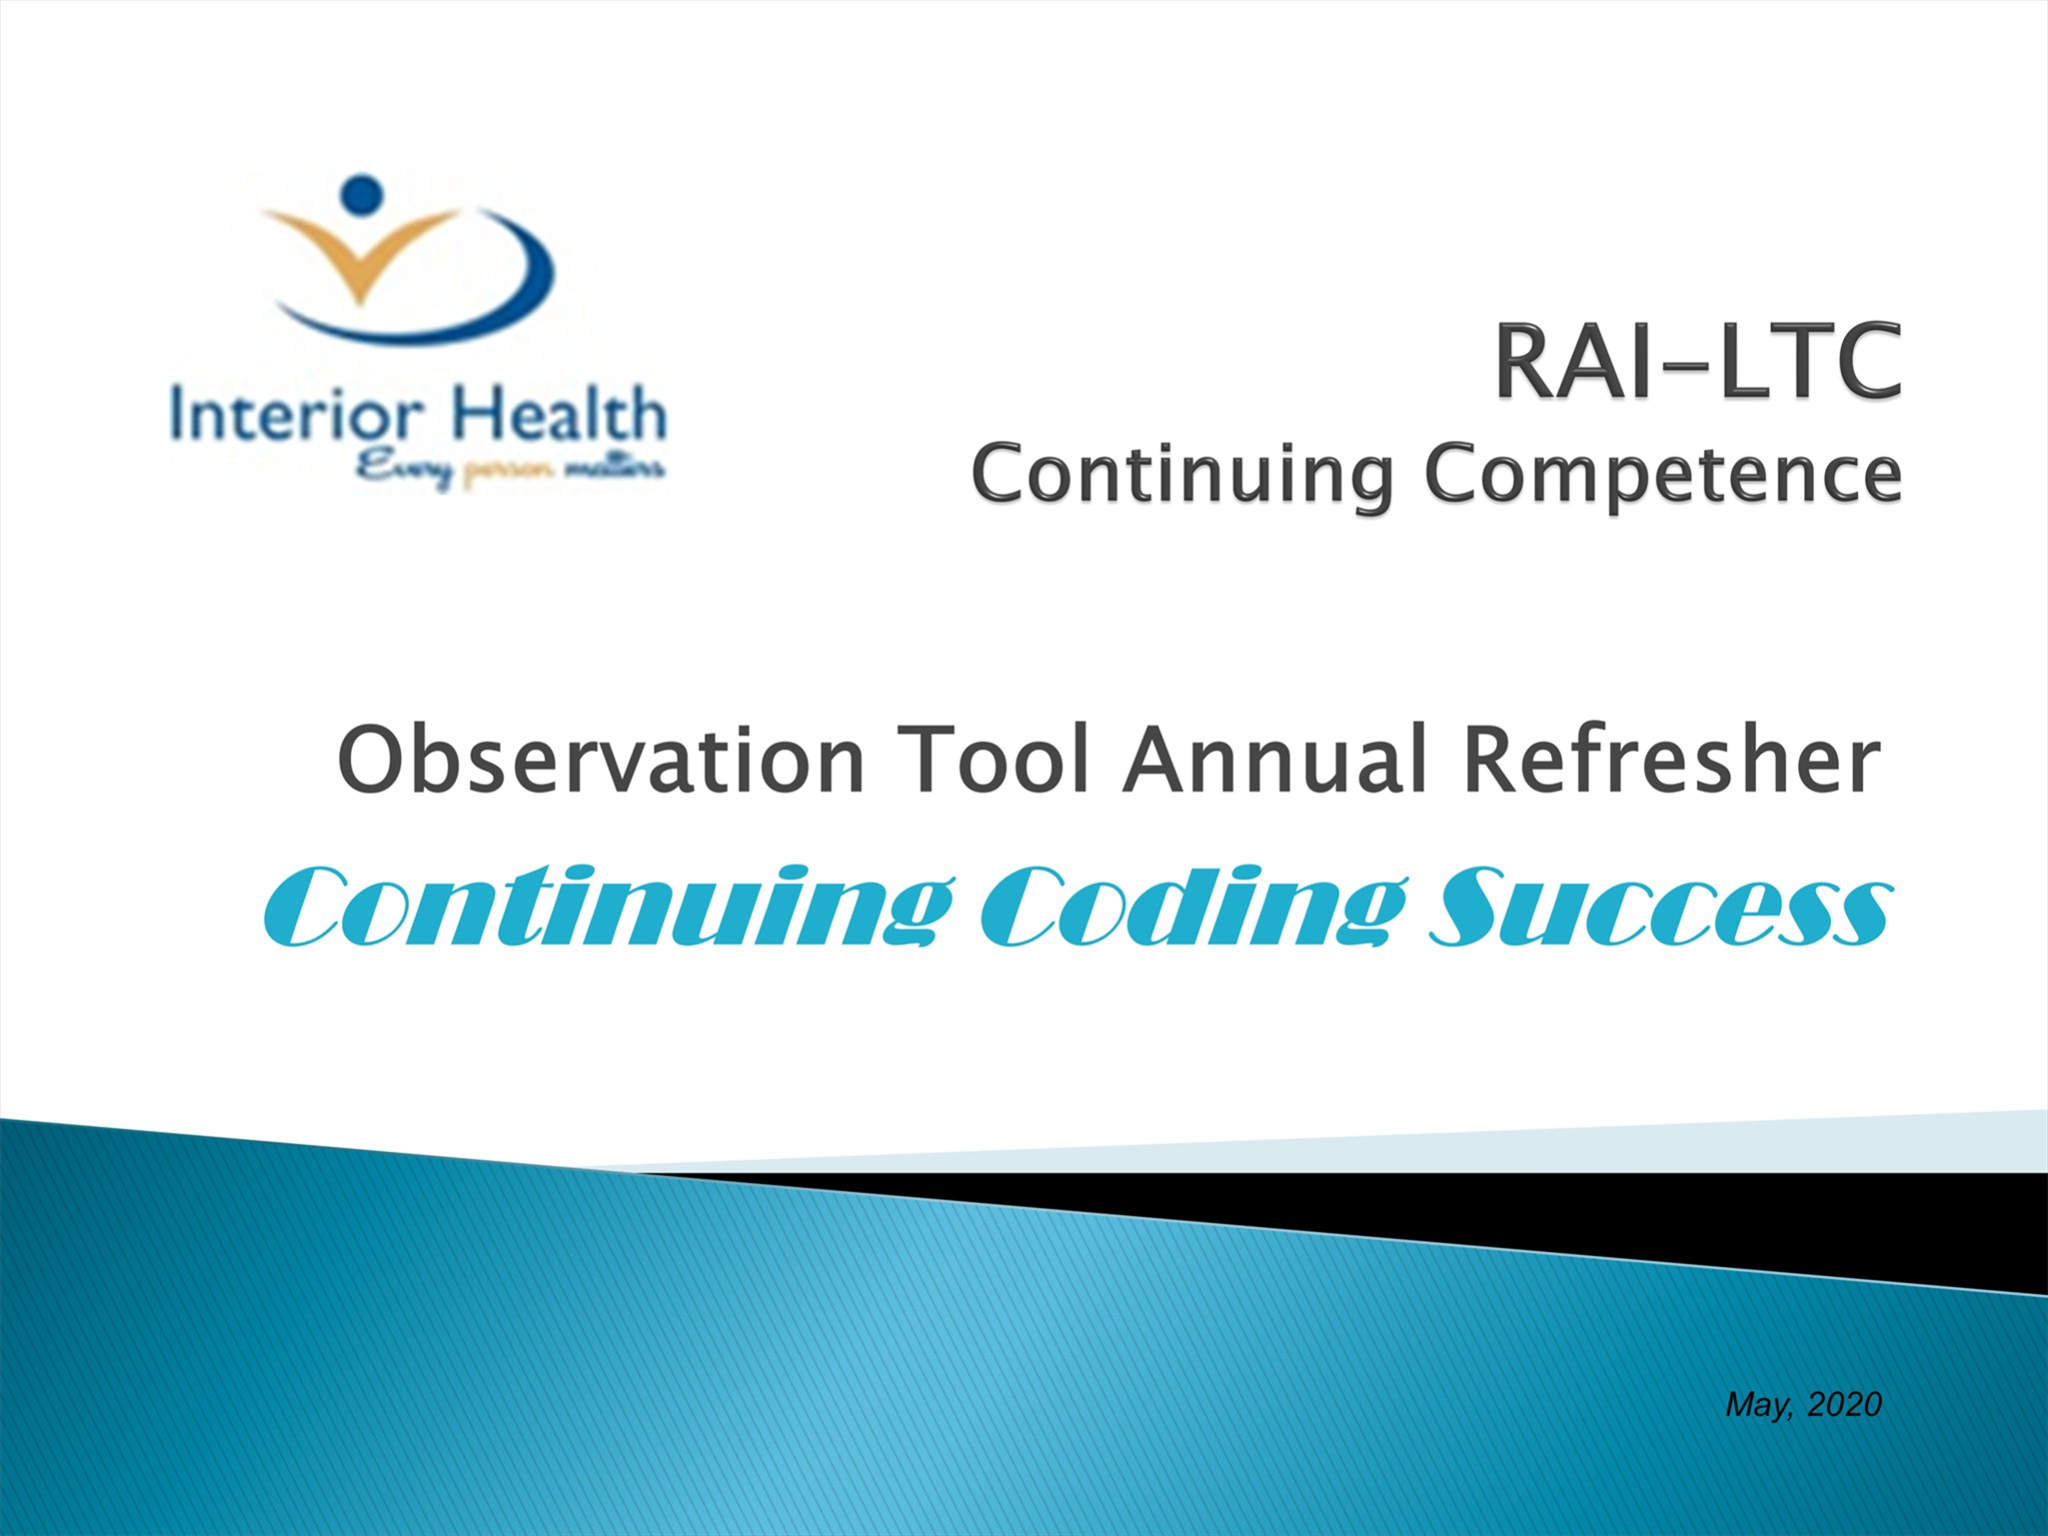 Interior Health
Every person matters
RAI-LTC
Continuing Competence
Observation Tool Annual Refresher
Continuing Coding Success
May, 2020